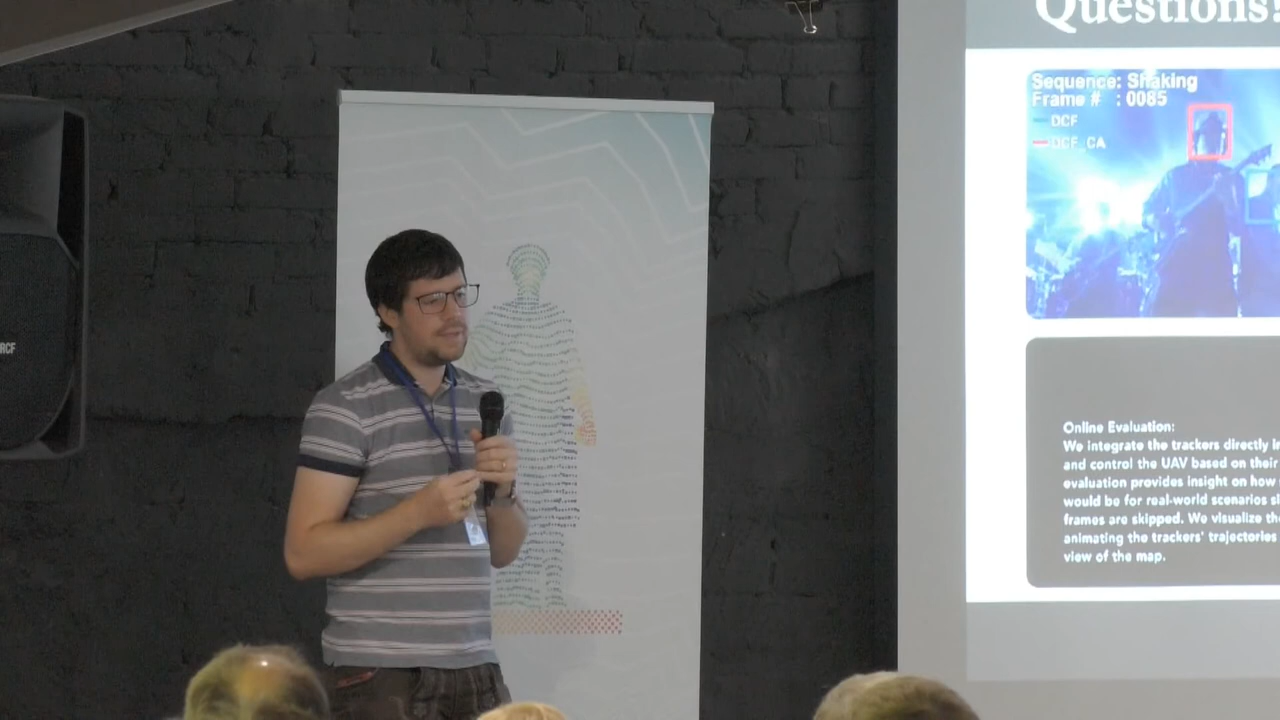 Questions?
Sequence: Shaking
Frame # : 0085
DCF
DCF_CA
RCF
Online Evaluation:
We integrate the trackers directly
and control the UAV based on their
evaluation provides insight on how
would be for real-world scenarios
frames are skipped. We visualize
animating the trackers' trajectories
view of the map.